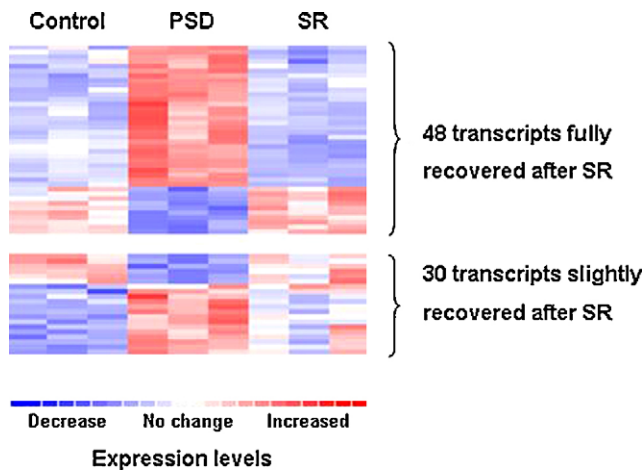 Control PSD SR
48 transcripts fully
recovered after SR
30 transcripts slightly
recovered after SR
Decrease No change Increased
Expression levels